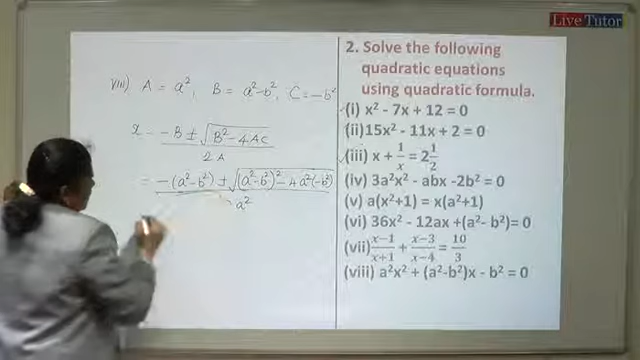 Live Tutor
viii) A = a², B = a²-b², C = -b²
x = -B ± √B² - 4AC
2A
= -(a²-b²) ± √(a²-b²)² - 4a²(-b²)
a²
2. Solve the following
quadratic equations
using quadratic formula.
(i) x² - 7x + 12 = 0
(ii) 15x² - 11x + 2 = 0
(iii) x + 1/x = 2 1/2
(iv) 3a²x² - abx -2b² = 0
(v) a(x²+1) = x(a²+1)
(vi) 36x² - 12ax +(a²- b²)= 0
(vii) x-1/x+1 + x-3/x-4 = 10/3
(viii) a²x² + (a²-b²)x - b² = 0